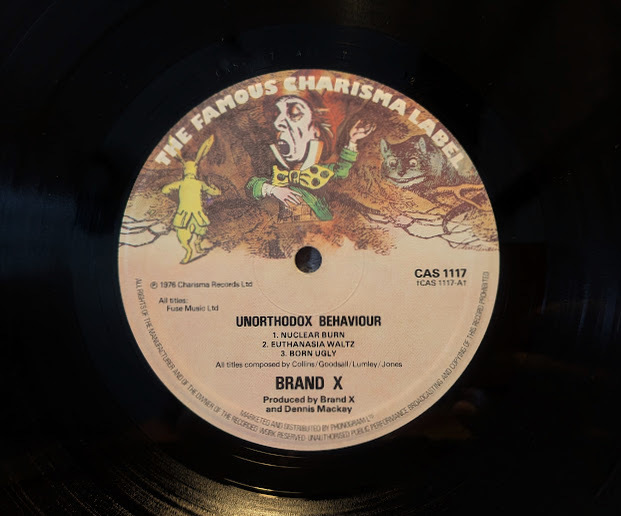 THE FAMOUS CHARISMA LABEL
℗ 1976 Charisma Records Ltd
CAS 1117
1CAS 1117-A1
All titles:
Fuse Music Ltd
UNORTHODOX BEHAVIOUR
1. NUCLEAR BURN
2. EUTHANASIA WALTZ
3. BORN UGLY
All titles composed by Collins/Goodsall/Lumley/Jones
BRAND X
Produced by Brand X
and Dennis Mackay
MARKETED AND DISTRIBUTED BY PHONOGRAM
ALL RIGHTS OF THE MANUFACTURER AND OF THE OWNER OF THE RECORDED WORK RESERVED UNAUTHORISED PUBLIC PERFORMANCE BROADCASTING AND COPYING OF THIS RECORD PROHIBITED